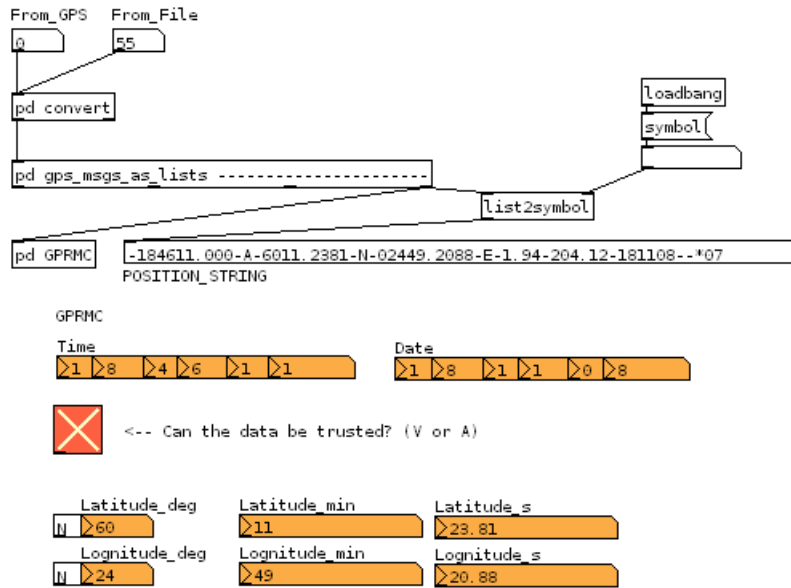 From_GPS From_File
0 55
loadbang
pd convert
symbol
pd gps_msgs_as_lists ---------------------
list2symbol
pd GPRMC -184611.000-A-6011.2381-N-02449.2088-E-1.94-204.12-181108--*07
POSITION_STRING
GPRMC
Time Date
1 8 4 6 1 1 1 8 1 1 0 8
<-- Can the data be trusted? (V or A)
Latitude_deg Latitude_min Latitude_s
N 60 11 23.81
Lognitude_deg Lognitude_min Lognitude_s
N 24 49 20.88